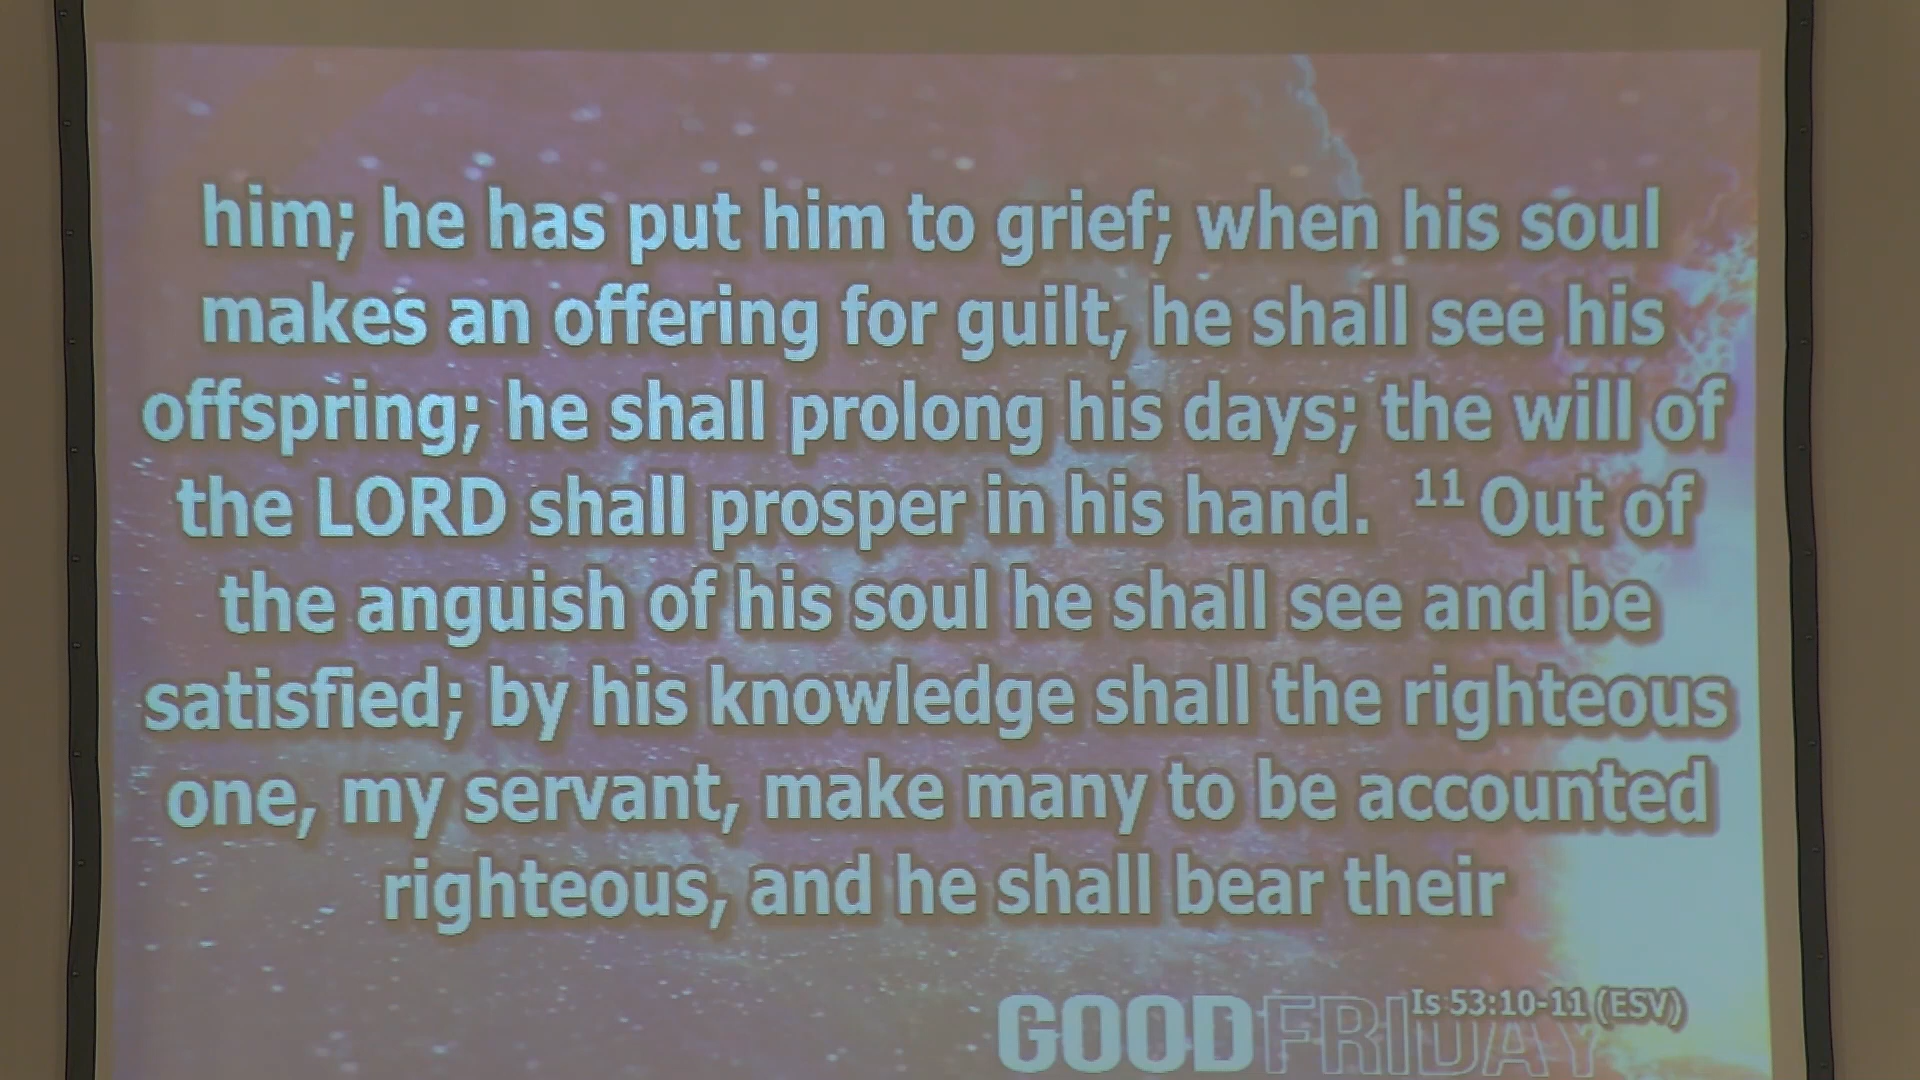 him; he has put him to grief; when his soul
makes an offering for guilt, he shall see his
offspring; he shall prolong his days; the will of
the LORD shall prosper in his hand. 11 Out of
the anguish of his soul he shall see and be
satisfied; by his knowledge shall the righteous
one, my servant, make many to be accounted
righteous, and he shall bear their
Is 53:10-11 (ESV)
GOODFRIDAY